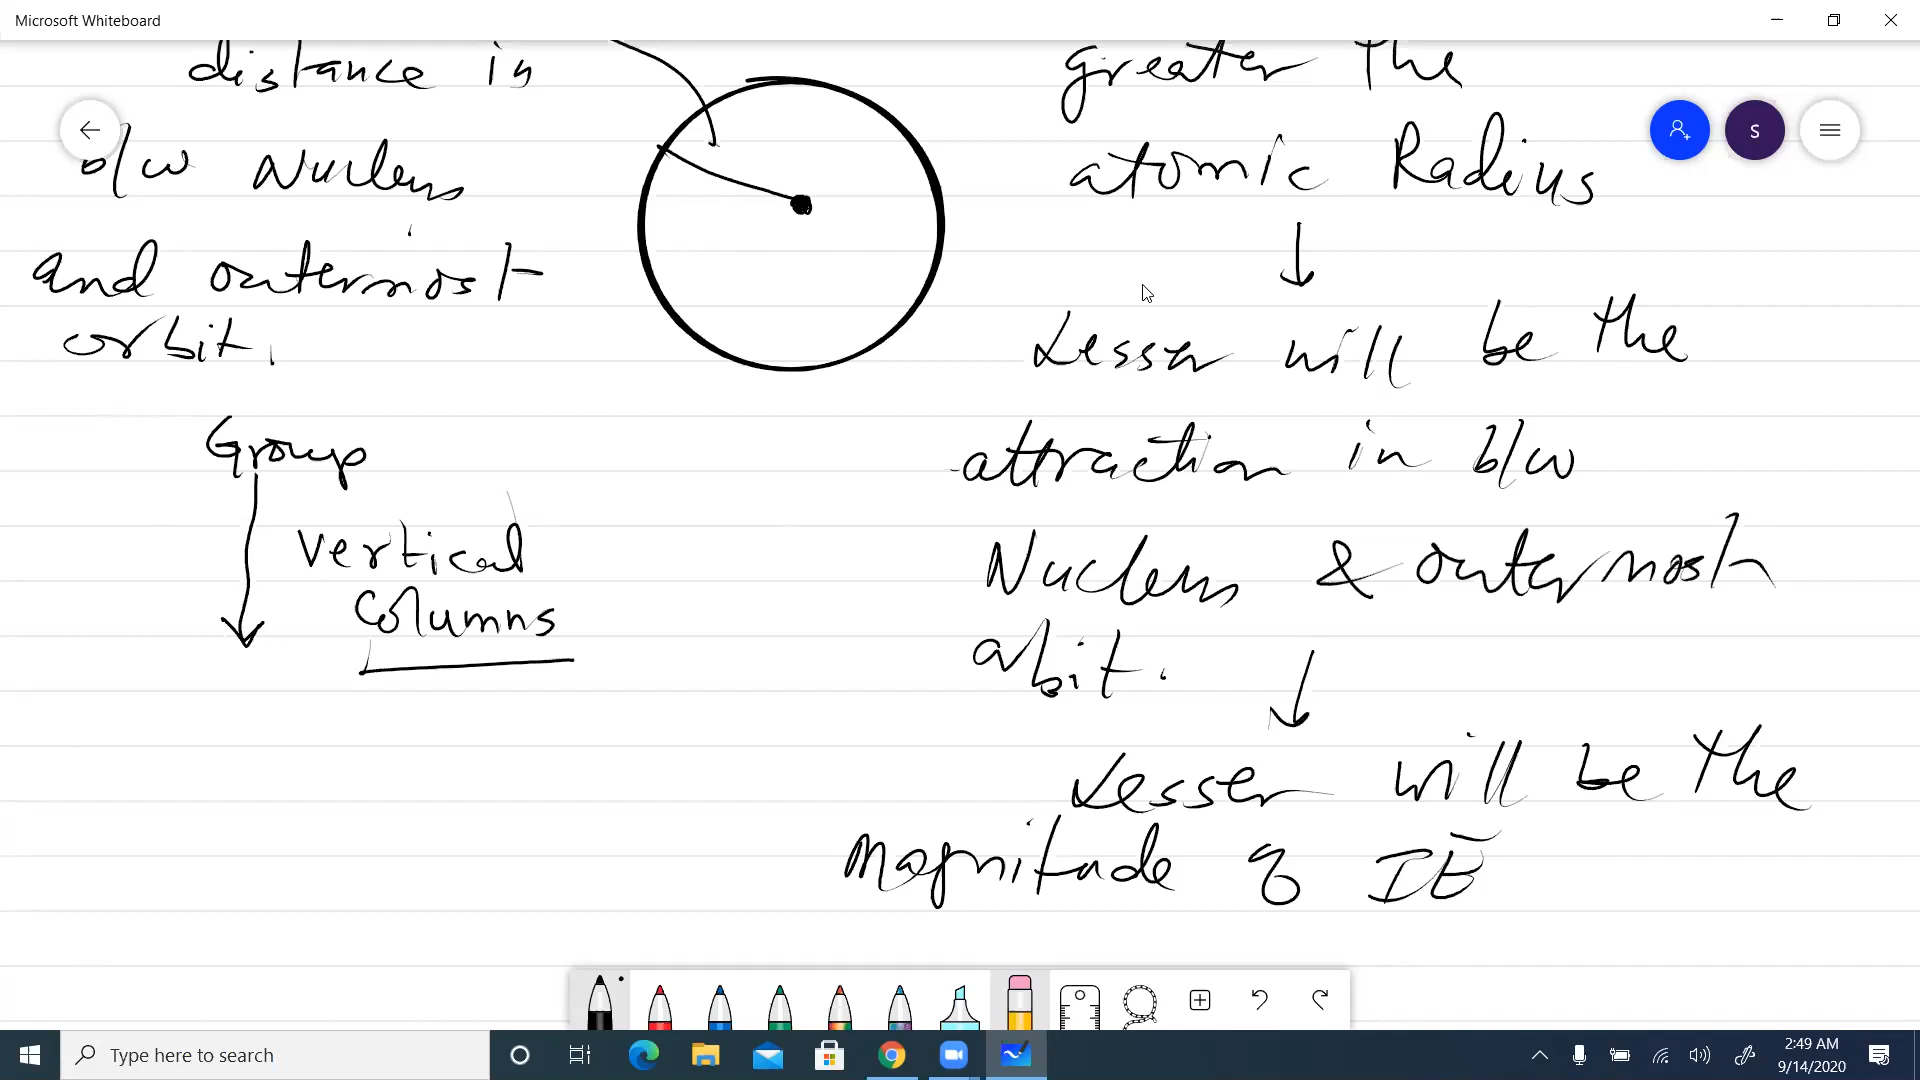 Microsoft Whiteboard
distance is
b/w Nucleus
and outermost
orbit.
Group
Vertical
Columns
greater the
atomic Radius
Lesser will be the
attraction in b/w
Nucleus & outermost
orbit.
Lesser will be the
Magnitude of IE
S
Type here to search
2:49 AM
9/14/2020